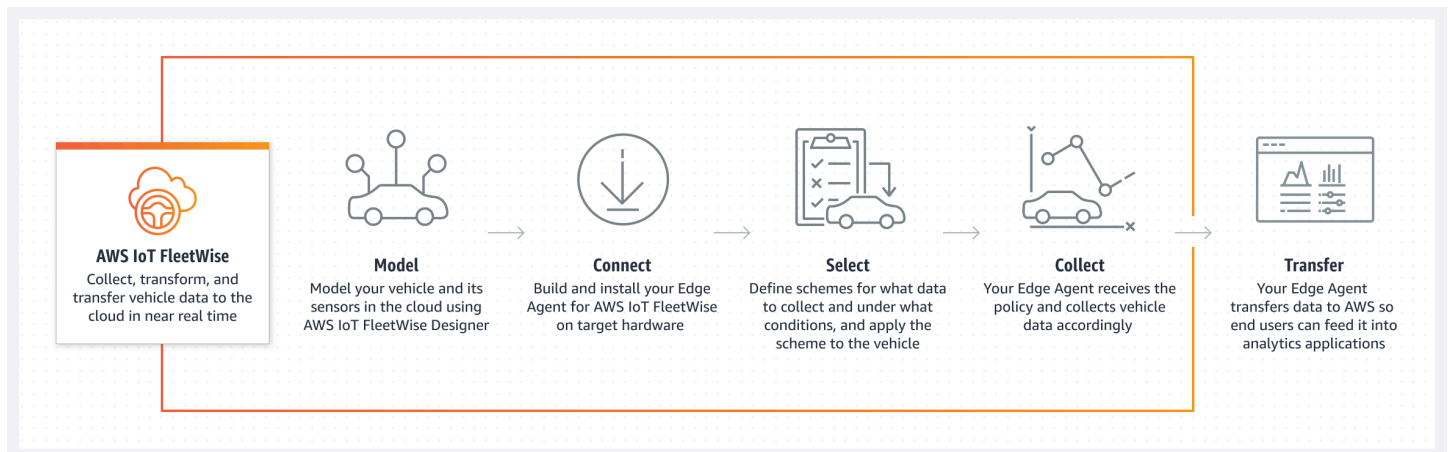 AWS IoT FleetWise
Collect, transform, and
transfer vehicle data to the
cloud in near real time
Model
Model your vehicle and its
sensors in the cloud using
AWS IoT FleetWise Designer
Connect
Build and install your Edge
Agent for AWS IoT FleetWise
on target hardware
Select
Define schemes for what data
to collect and under what
conditions, and apply the
scheme to the vehicle
Collect
Your Edge Agent receives the
policy and collects vehicle
data accordingly
Transfer
Your Edge Agent
transfers data to AWS so
end users can feed it into
analytics applications